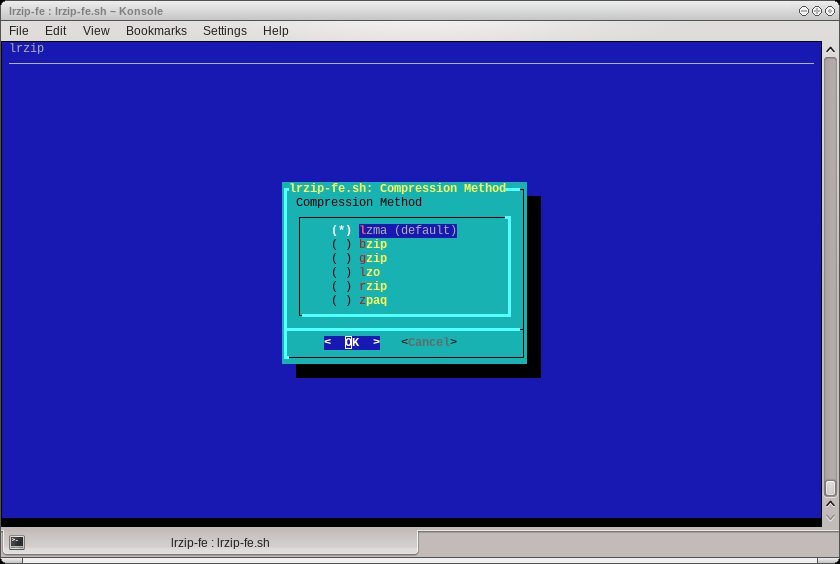 lrzip-fe : lrzip-fe.sh – Konsole
File Edit View Bookmarks Settings Help
lrzip
lrzip-fe.sh: Compression Method
Compression Method
(*) lzma (default)
( ) bzip
( ) gzip
( ) lzo
( ) rzip
( ) zpaq
< OK > <Cancel>
lrzip-fe : lrzip-fe.sh